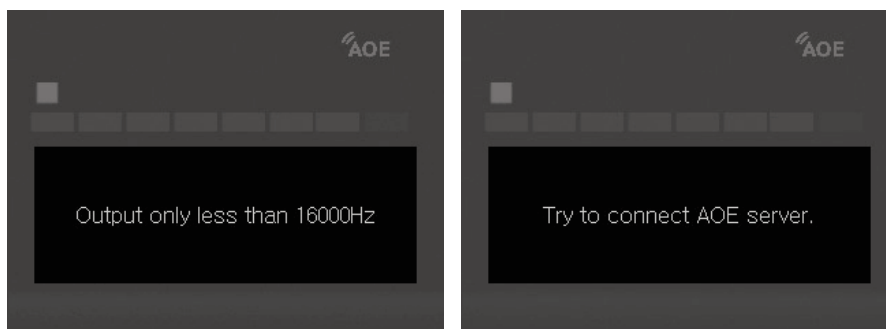 AOE
Output only less than 16000Hz
AOE
Try to connect AOE server.